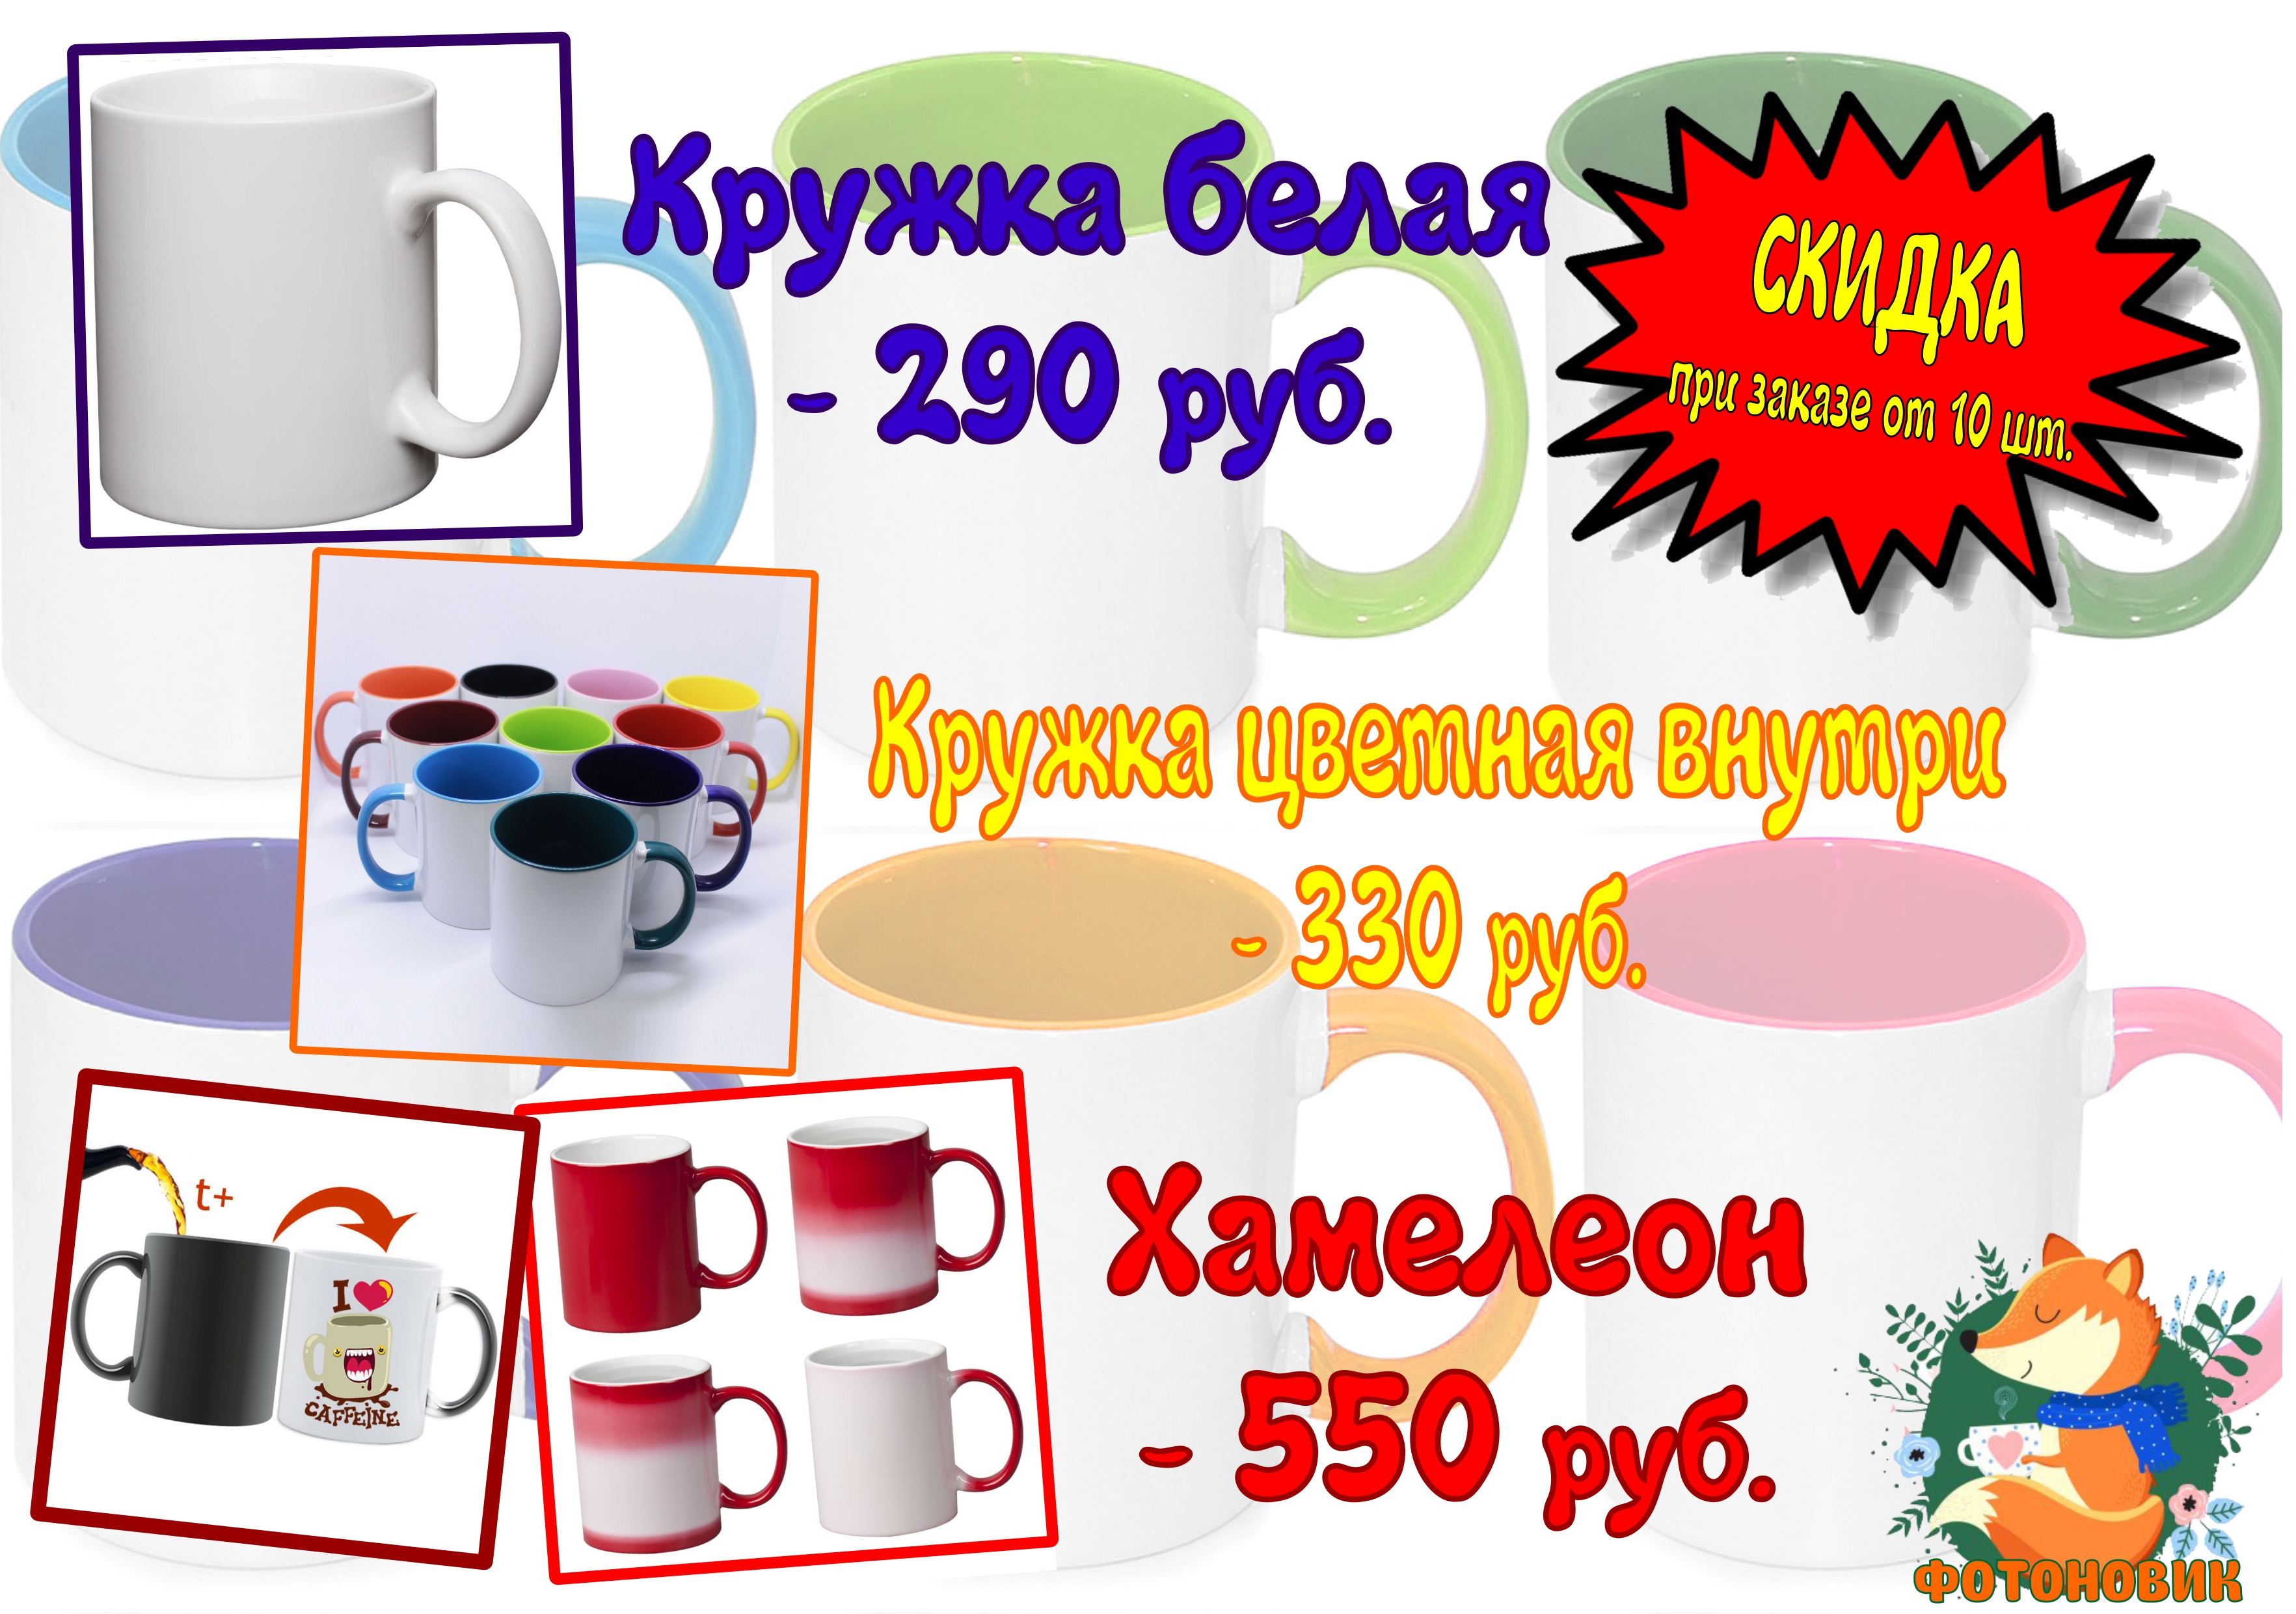 Кружка белая
- 290 руб.
СКИДКА
при заказе от 10 шт.
Кружка цветная внутри
- 330 руб.
t+
I
CAFFEINE
Хамелеон
- 550 руб.
ФОТОНОВИК